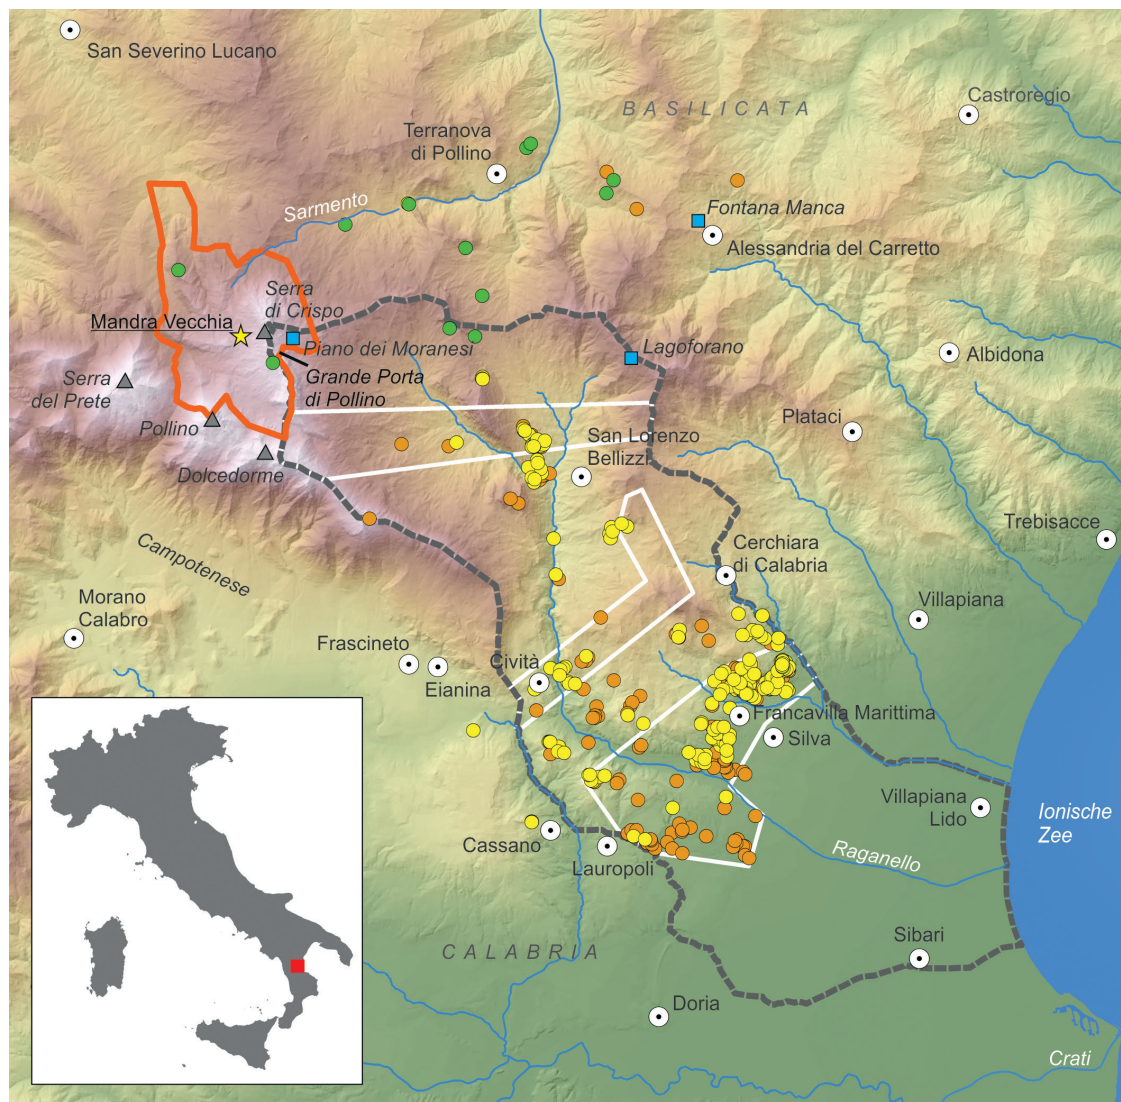 San Severino Lucano
BASILICATA
Castroregio
Terranova
di Pollino
Sarmento
Fontana Manca
Alessandria del Carretto
Serra
di Crispo
Mandra Vecchia
Piano dei Moranesi
Lagoforano
Albidona
Grande Porta
di Pollino
Serra
del Prete
Pollino
Plataci
San Lorenzo
Bellizzi
Dolcedorme
Trebisacce
Campotenese
Cerchiara
di Calabria
Morano
Calabro
Villapiana
Frascineto
Cività
Eianina
Francavilla Marittima
Silva
Villapiana
Lido
Ionische
Zee
Cassano
Lauropoli
Raganello
CALABRIA
Sibari
Doria
Crati